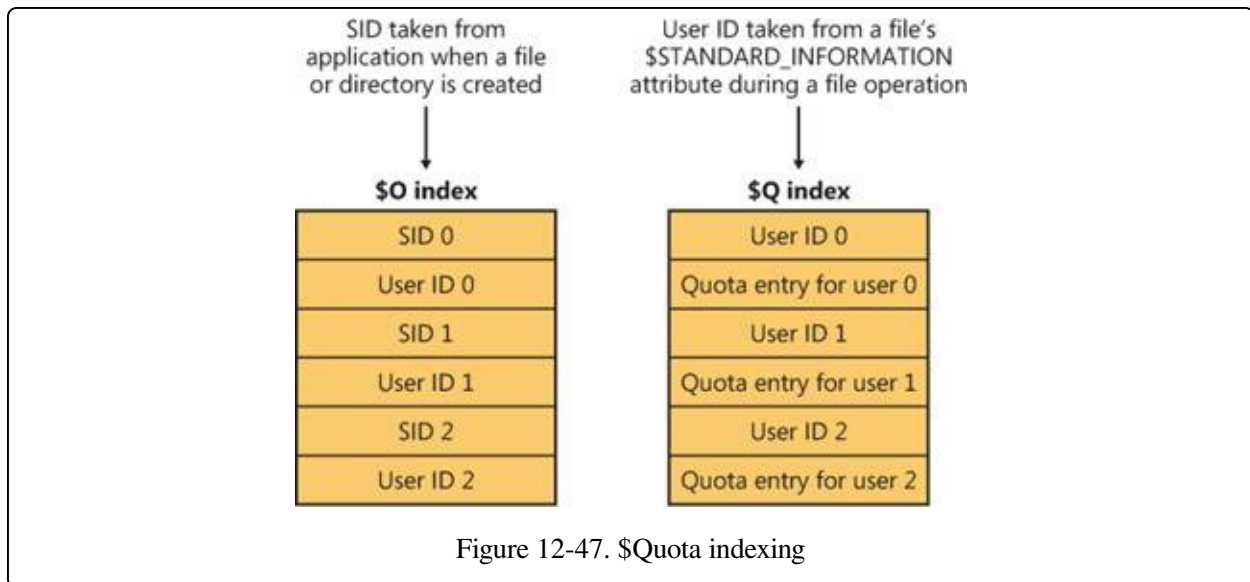 SID taken from
application when a file
or directory is created
User ID taken from a file's
$STANDARD_INFORMATION
attribute during a file operation
$O index
SID 0
User ID 0
SID 1
User ID 1
SID 2
User ID 2
$Q index
User ID 0
Quota entry for user 0
User ID 1
Quota entry for user 1
User ID 2
Quota entry for user 2
Figure 12-47. $Quota indexing